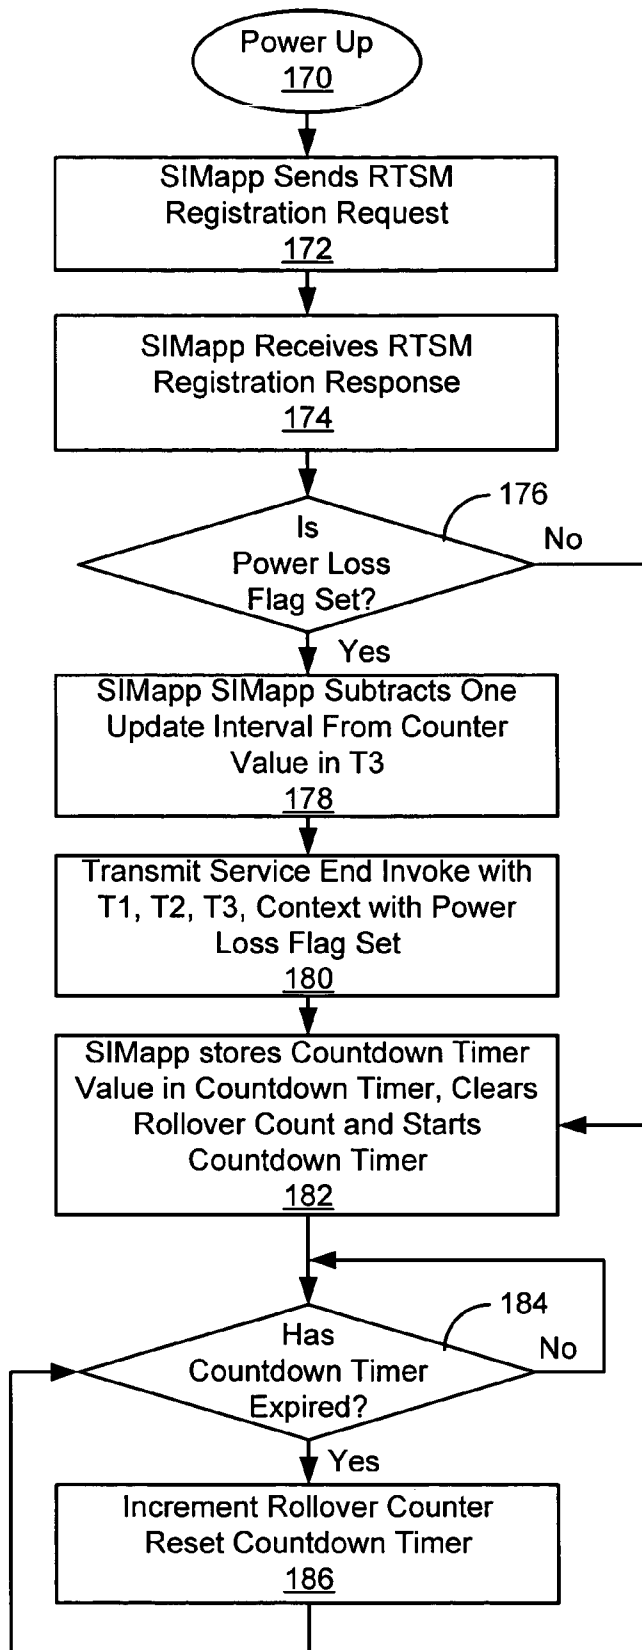 Power Up
170
SIMapp Sends RTSM
Registration Request
172
SIMapp Receives RTSM
Registration Response
174
176
Is
Power Loss
Flag Set?
No
Yes
SIMapp SIMapp Subtracts One
Update Interval From Counter
Value in T3
178
Transmit Service End Invoke with
T1, T2, T3, Context with Power
Loss Flag Set
180
SIMapp stores Countdown Timer
Value in Countdown Timer, Clears
Rollover Count and Starts
Countdown Timer
182
184
Has
Countdown Timer
Expired?
No
Yes
Increment Rollover Counter
Reset Countdown Timer
186